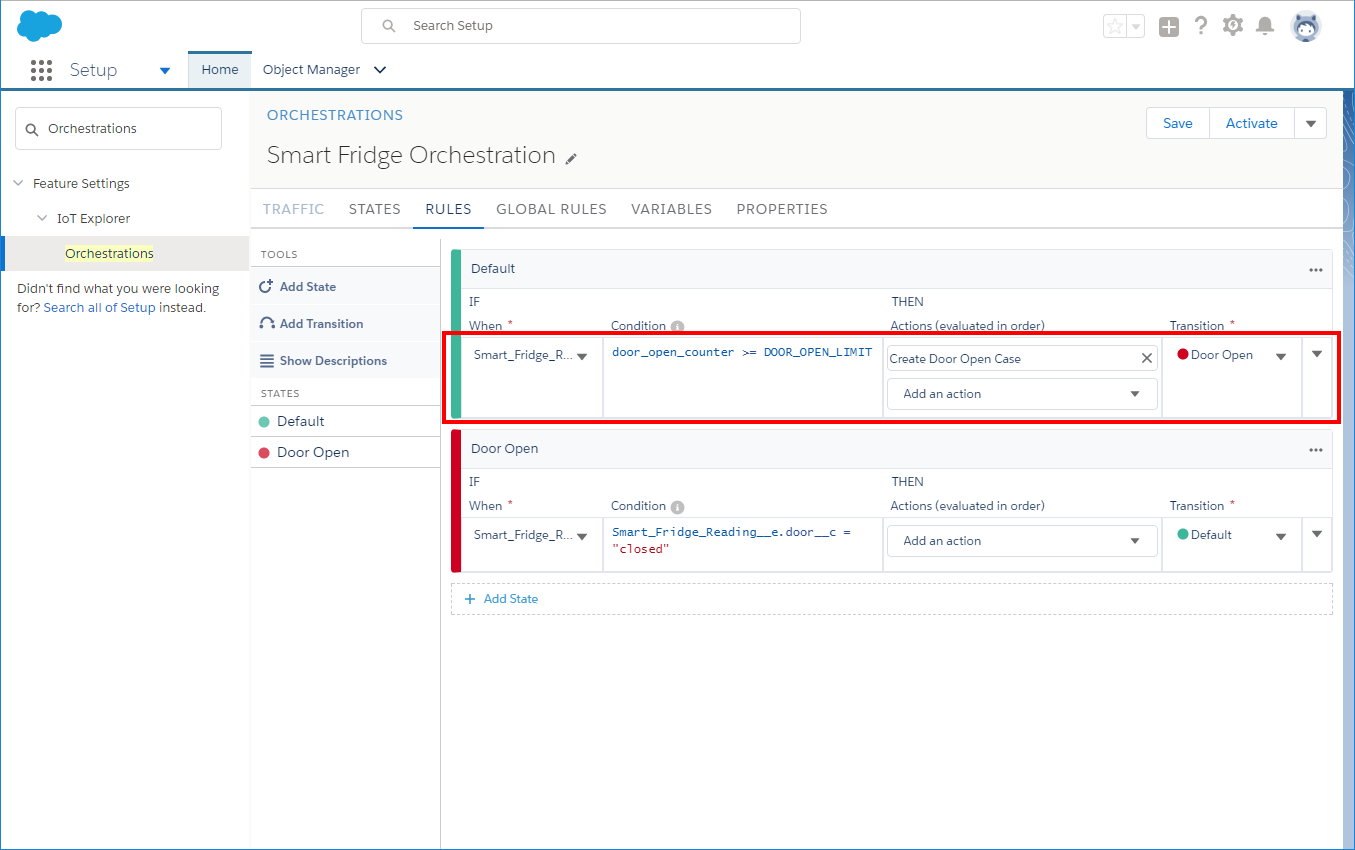 Search Setup
Setup
Home
Object Manager
Orchestrations
Feature Settings
IoT Explorer
Orchestrations
Didn't find what you were looking
for? Search all of Setup instead.
ORCHESTRATIONS
Smart Fridge Orchestration
Save
Activate
TRAFFIC
STATES
RULES
GLOBAL RULES
VARIABLES
PROPERTIES
TOOLS
Add State
Add Transition
Show Descriptions
STATES
Default
Door Open
Default
IF
THEN
When *
Condition
Actions (evaluated in order)
Transition *
Smart_Fridge_R...
door_open_counter >= DOOR_OPEN_LIMIT
Create Door Open Case
Add an action
Door Open
Door Open
IF
THEN
When *
Condition
Actions (evaluated in order)
Transition *
Smart_Fridge_R...
Smart_Fridge_Reading__e.door__c =
"closed"
Add an action
Default
Add State